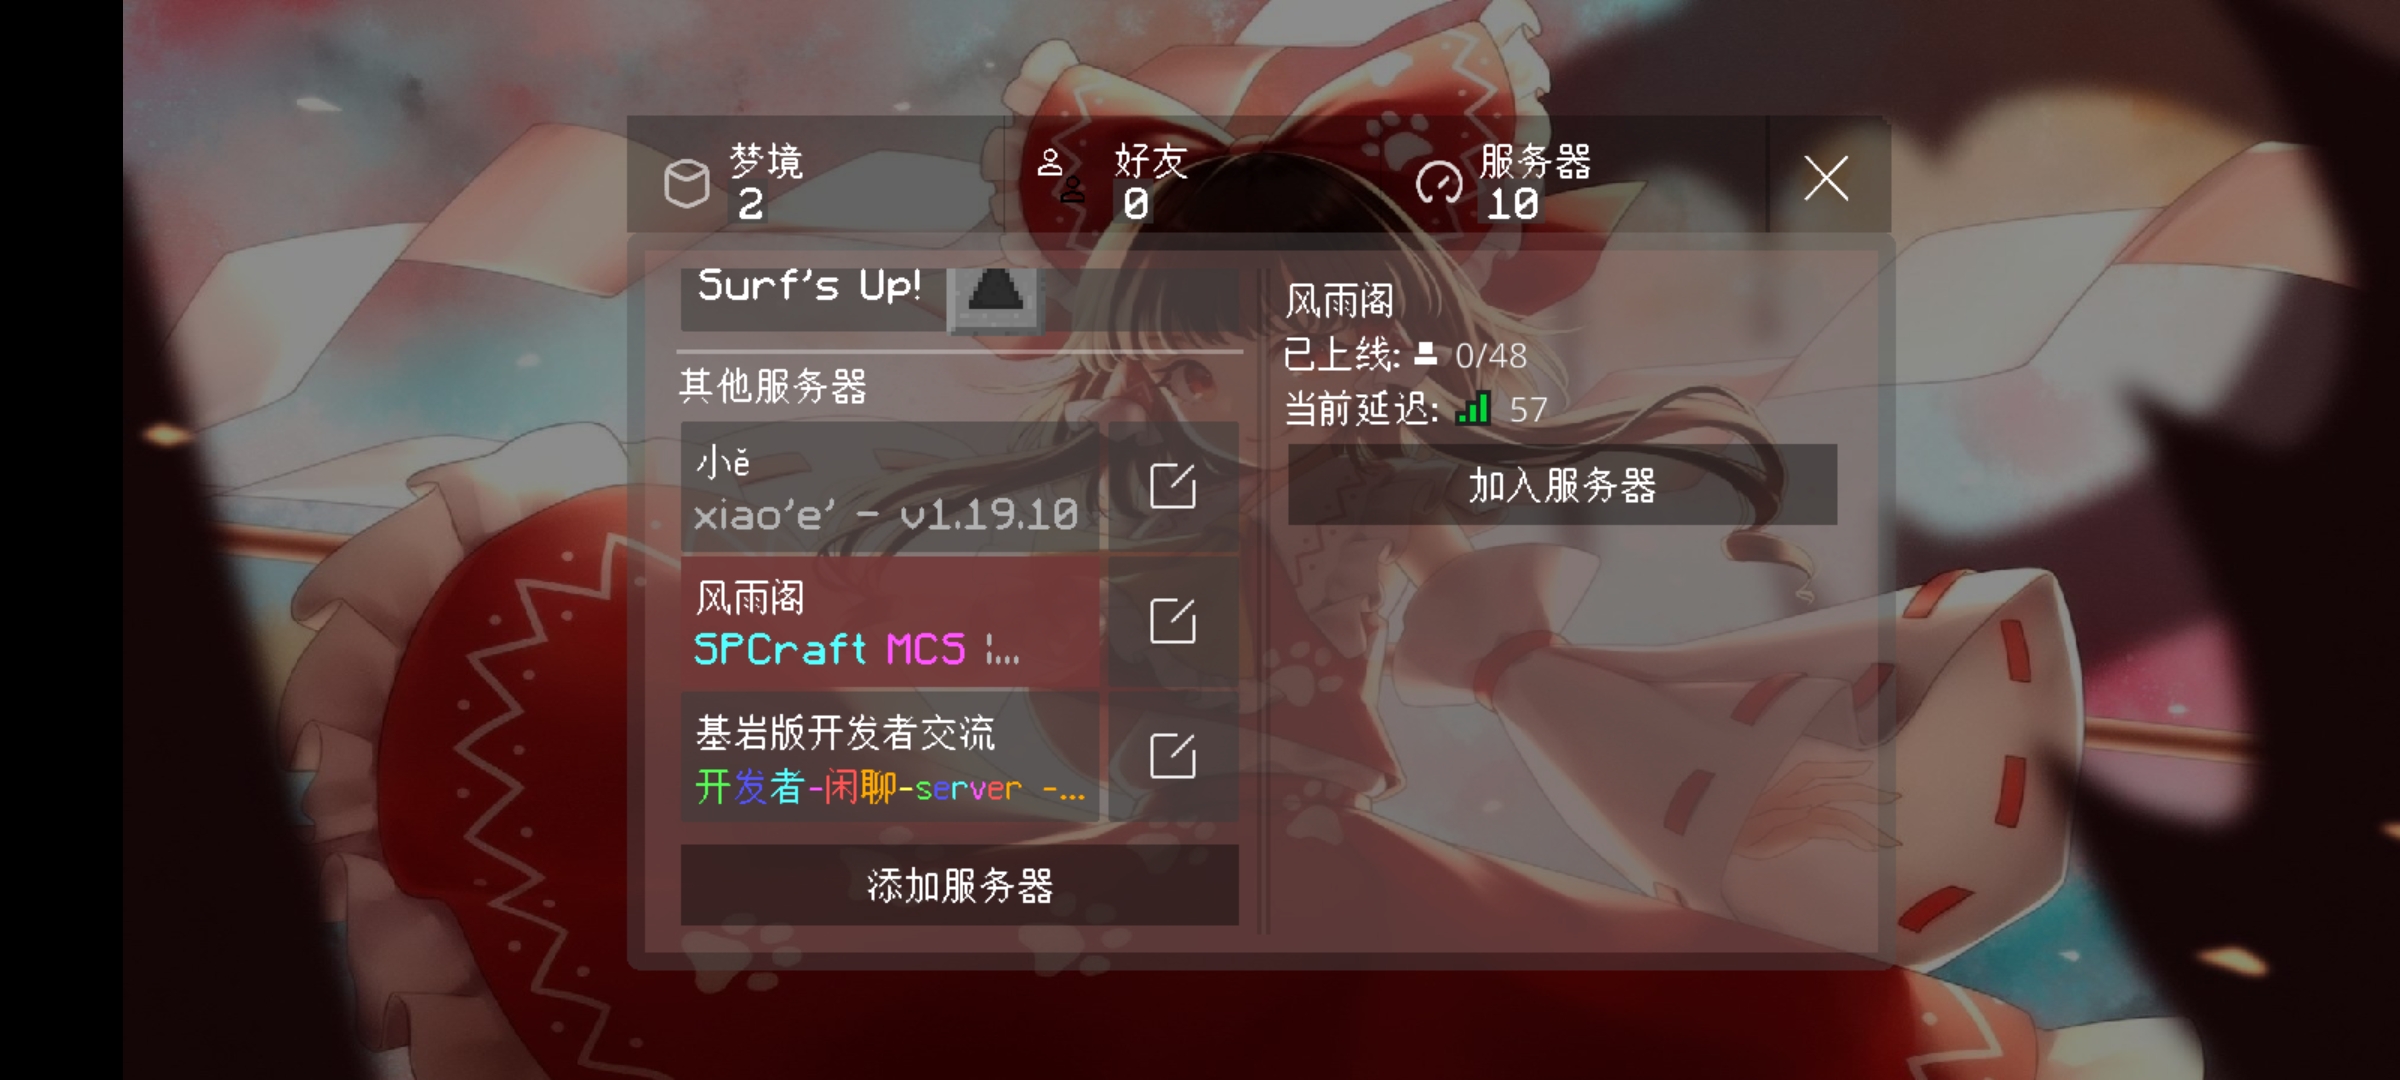 梦境
2
好友
0
服务器
10
Surf's Up!
其他服务器
小ě
xiao'e' - v1.19.10
风雨阁
SPCraft MCS ¦...
基岩版开发者交流
开发者-闲聊-server -...
添加服务器
风雨阁
已上线: 0/48
当前延迟: 57
加入服务器